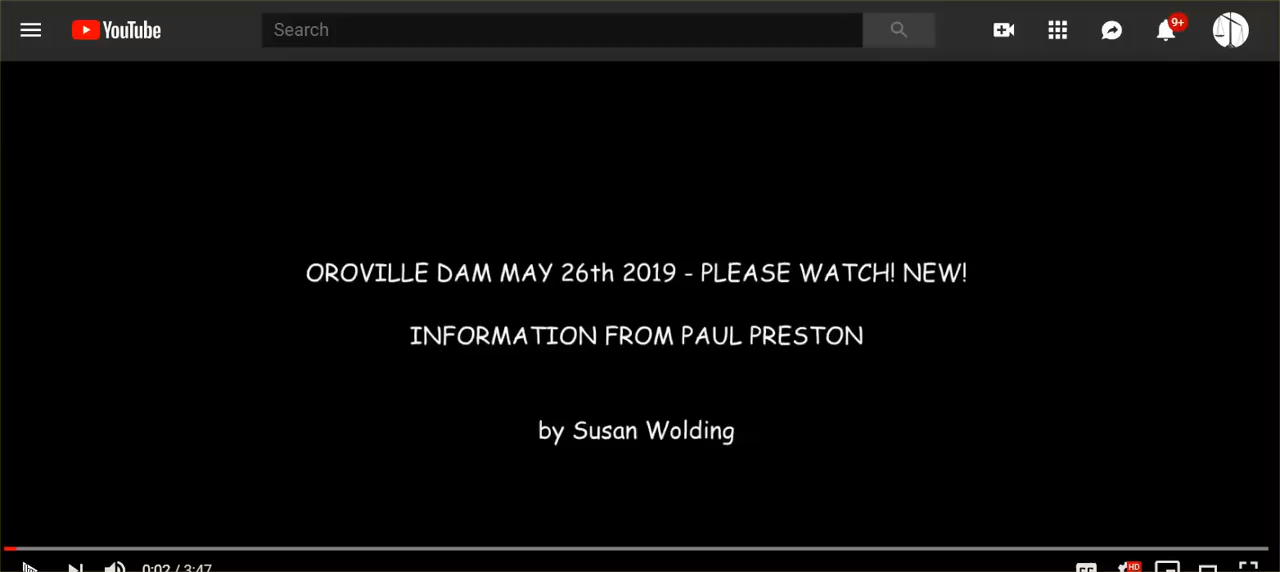 YouTube
Search
9+
OROVILLE DAM MAY 26th 2019 - PLEASE WATCH! NEW!
INFORMATION FROM PAUL PRESTON
by Susan Wolding
0:02 / 3:47
CC
HD